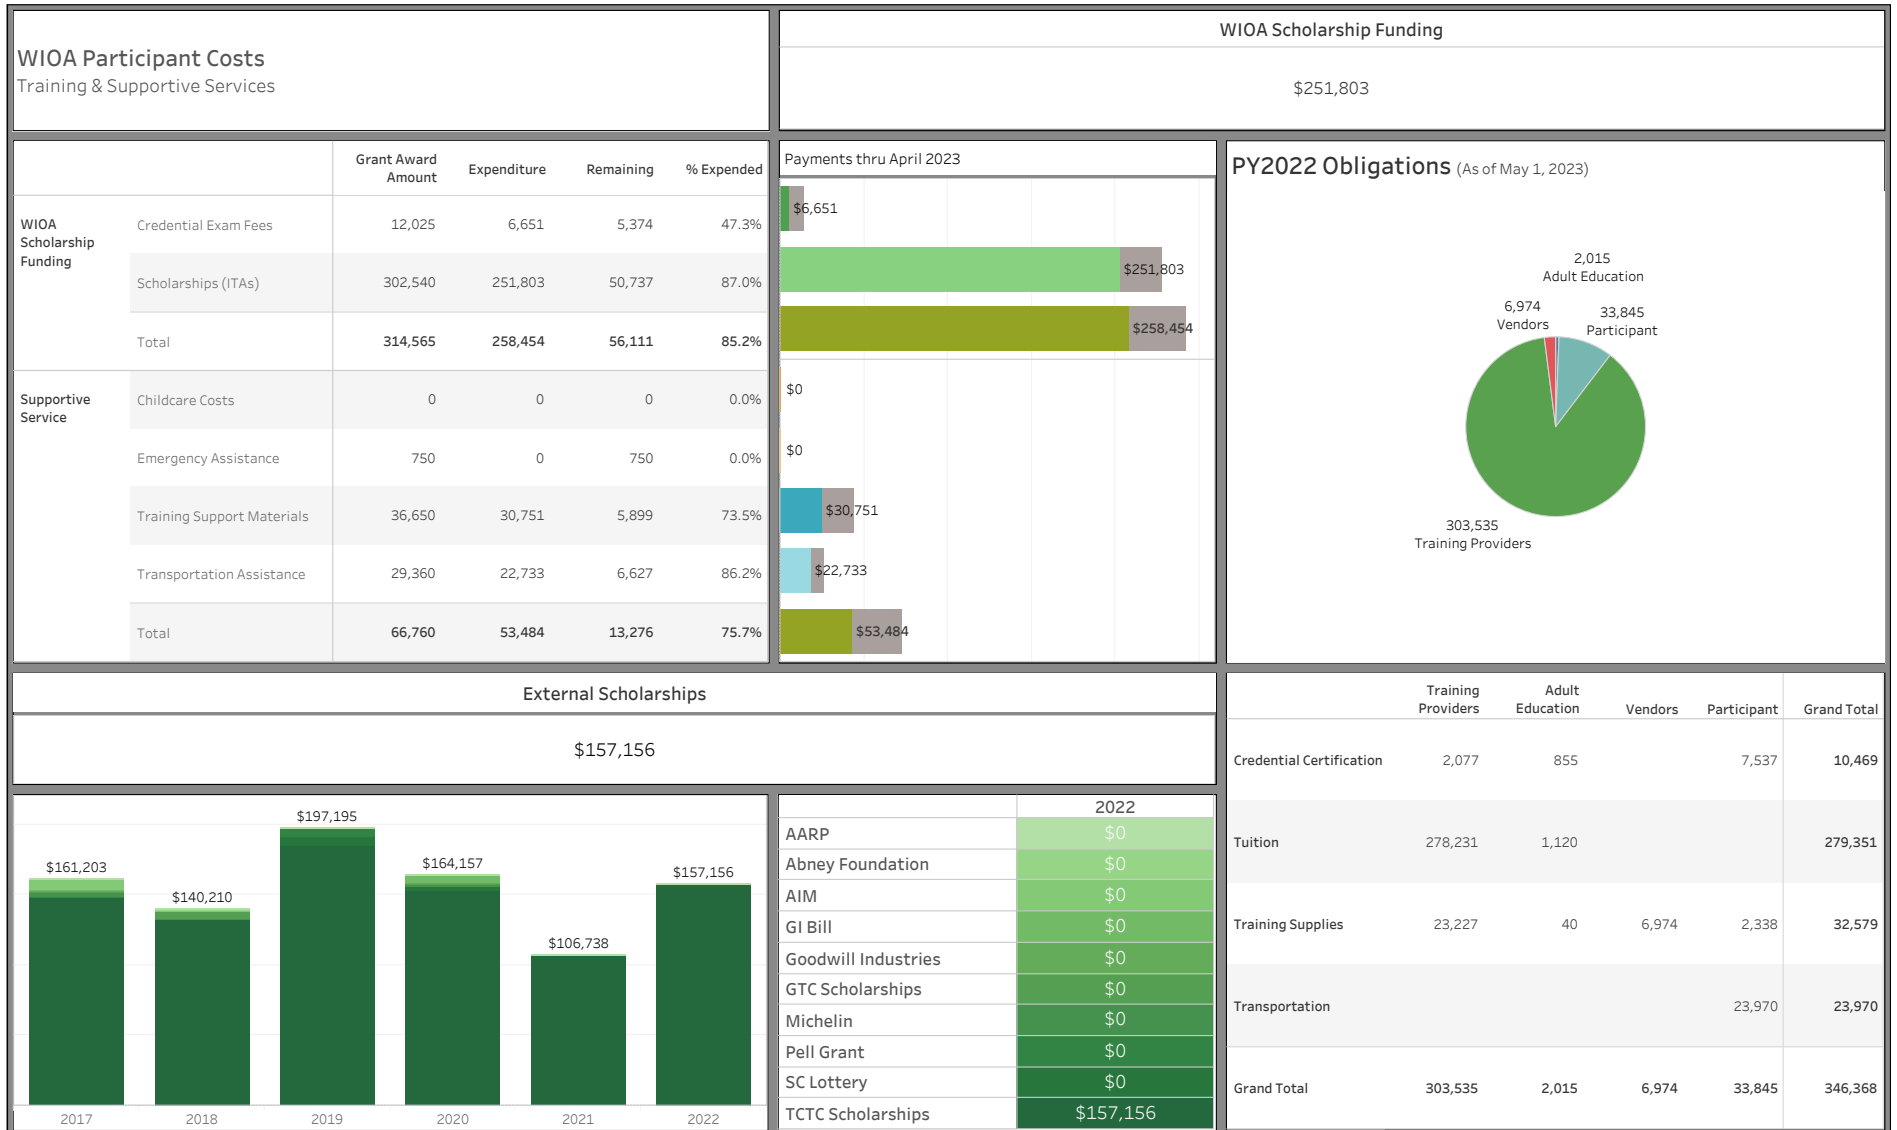 WIOA Participant Costs
Training & Supportive Services
WIOA Scholarship Funding
$251,803
Grant Award Amount Expenditure Remaining % Expended
WIOA Scholarship Funding
Credential Exam Fees 12,025 6,651 5,374 47.3%
Scholarships (ITAs) 302,540 251,803 50,737 87.0%
Total 314,565 258,454 56,111 85.2%
Supportive Service
Childcare Costs 0 0 0 0.0%
Emergency Assistance 750 0 750 0.0%
Training Support Materials 36,650 30,751 5,899 73.5%
Transportation Assistance 29,360 22,733 6,627 86.2%
Total 66,760 53,484 13,276 75.7%
Payments thru April 2023
$6,651
$251,803
$258,454
$0
$0
$30,751
$22,733
$53,484
PY2022 Obligations (As of May 1, 2023)
2,015
Adult Education
6,974
Vendors
33,845
Participant
303,535
Training Providers
External Scholarships
$157,156
$161,203
$140,210
$197,195
$164,157
$106,738
$157,156
2017 2018 2019 2020 2021 2022
2022
AARP $0
Abney Foundation $0
AIM $0
GI Bill $0
Goodwill Industries $0
GTC Scholarships $0
Michelin $0
Pell Grant $0
SC Lottery $0
TCTC Scholarships $157,156
Training Providers Adult Education Vendors Participant Grand Total
Credential Certification 2,077 855 7,537 10,469
Tuition 278,231 1,120 279,351
Training Supplies 23,227 40 6,974 2,338 32,579
Transportation 23,970 23,970
Grand Total 303,535 2,015 6,974 33,845 346,368